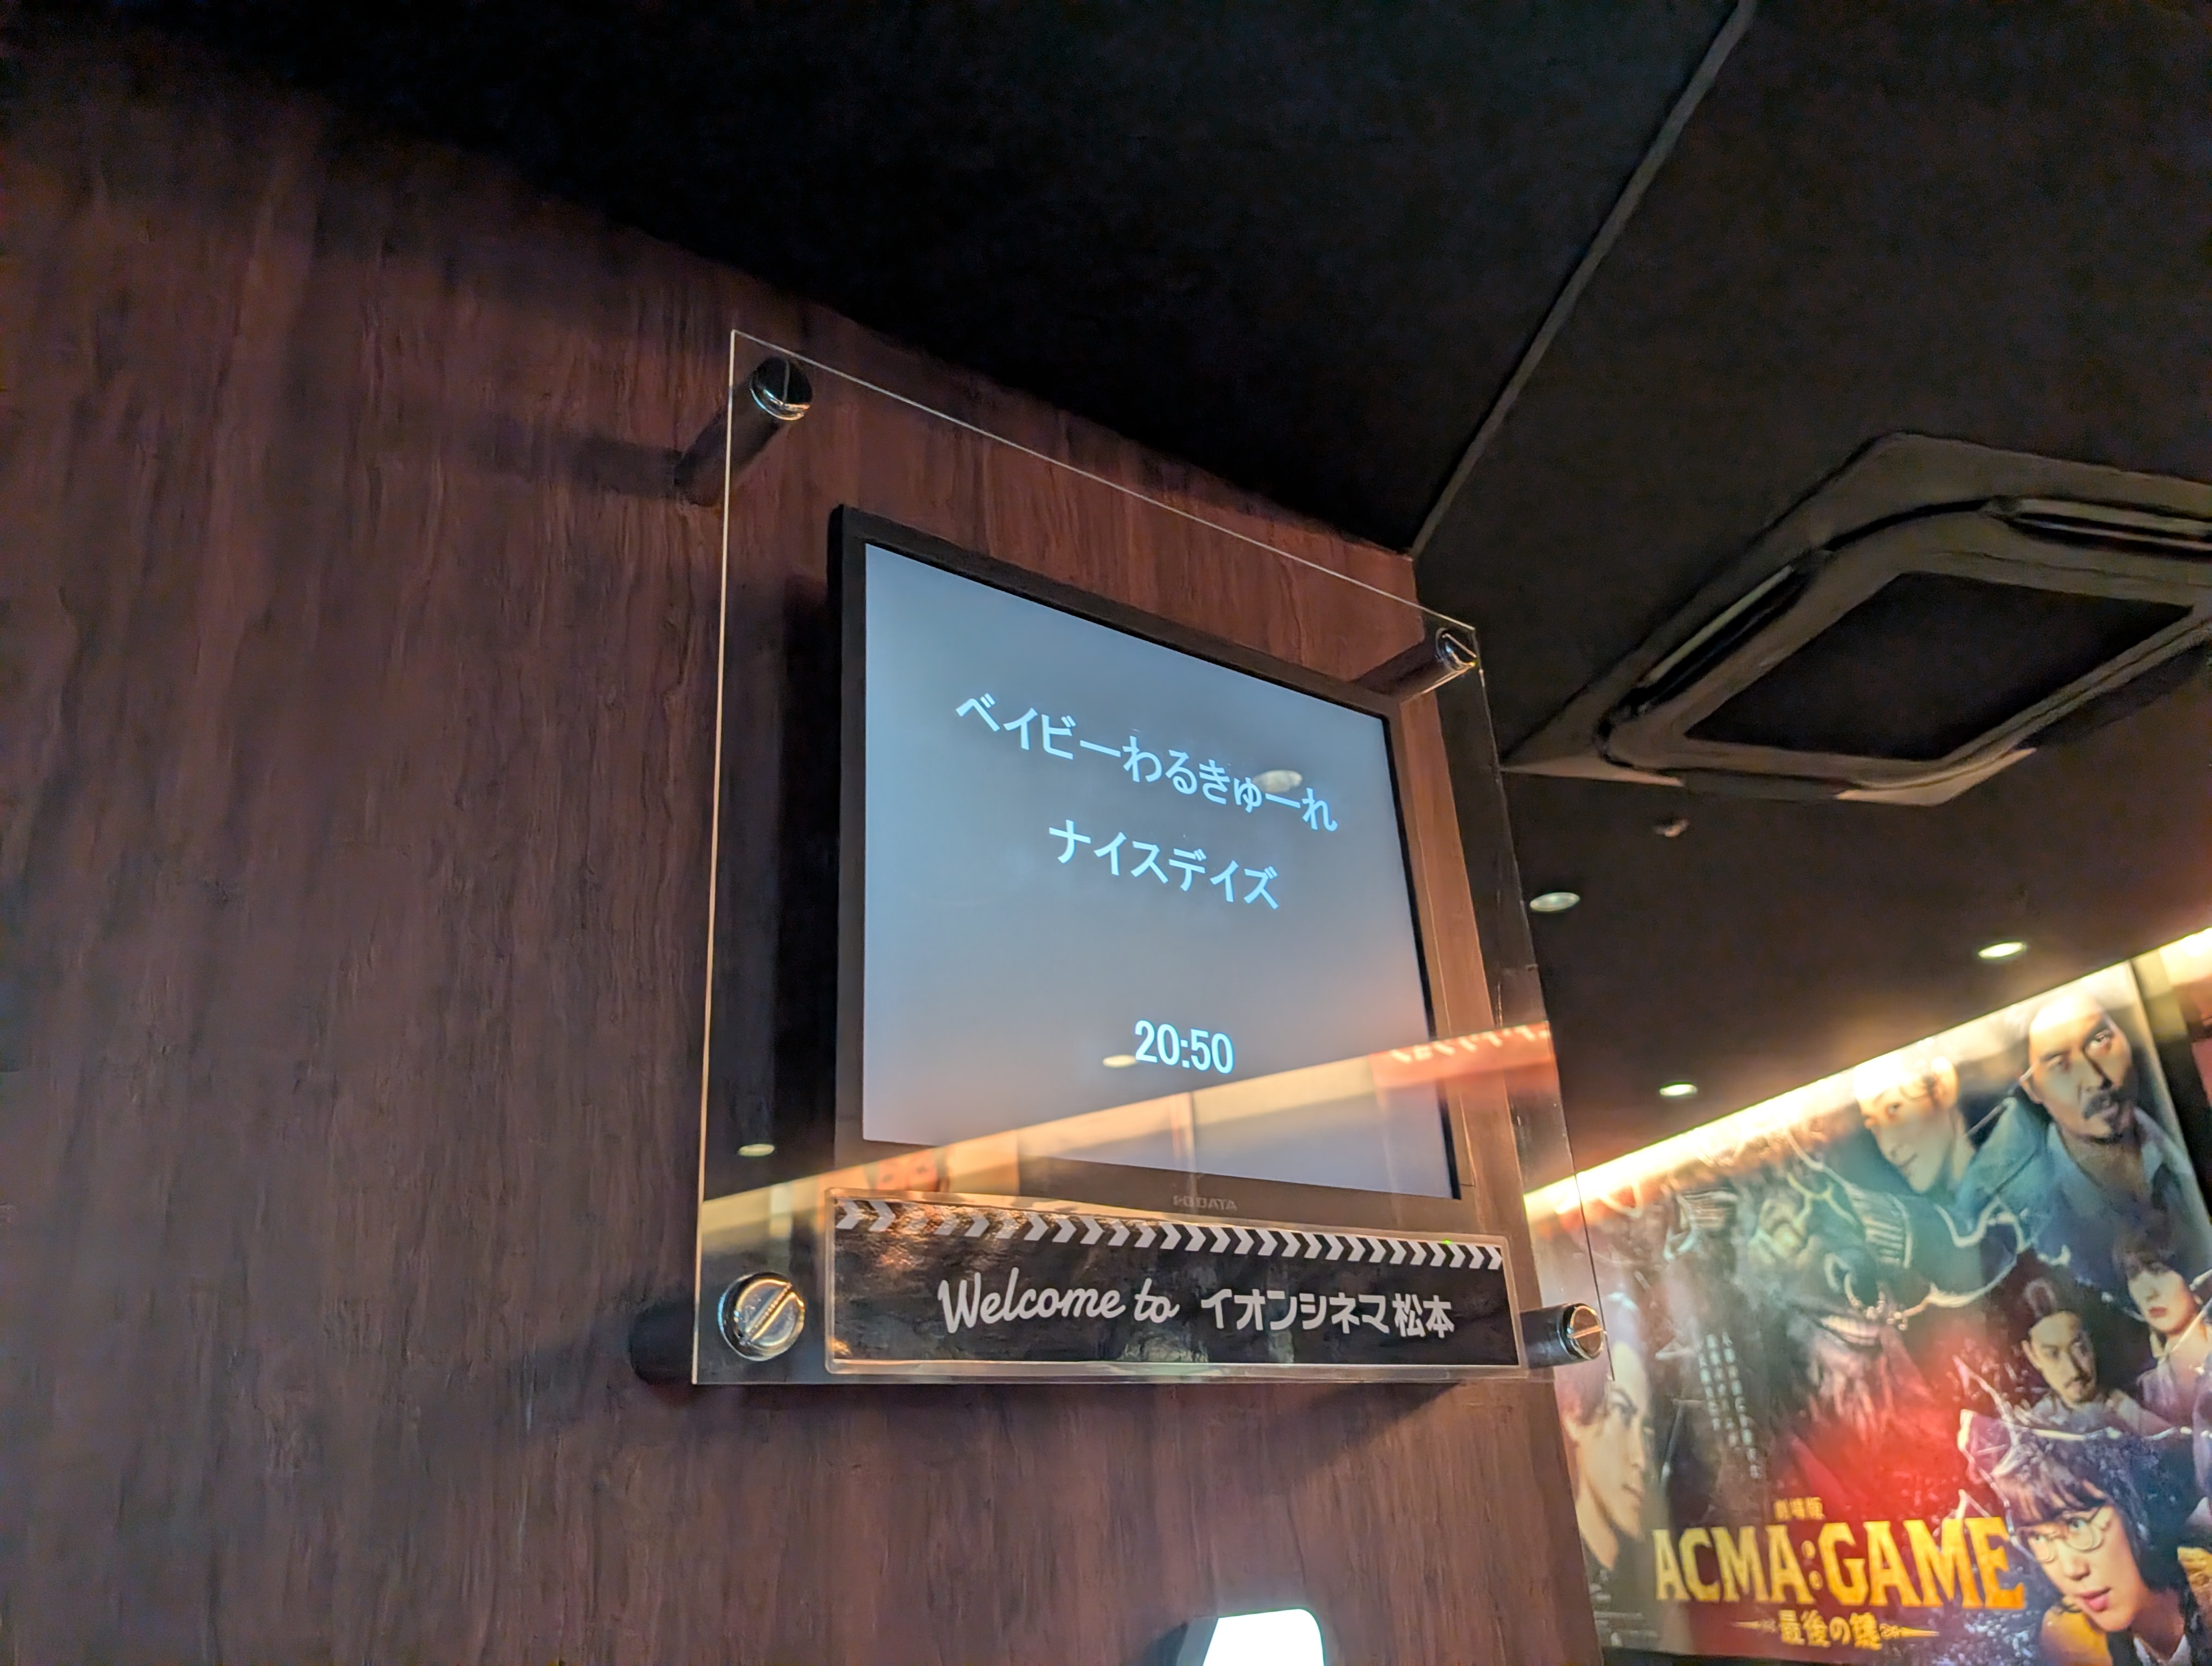 ベイビーわるきゅーれ
ナイスデイズ
20:50
Welcome to イオンシネマ松本
劇場版
ACMA:GAME
最後の鍵